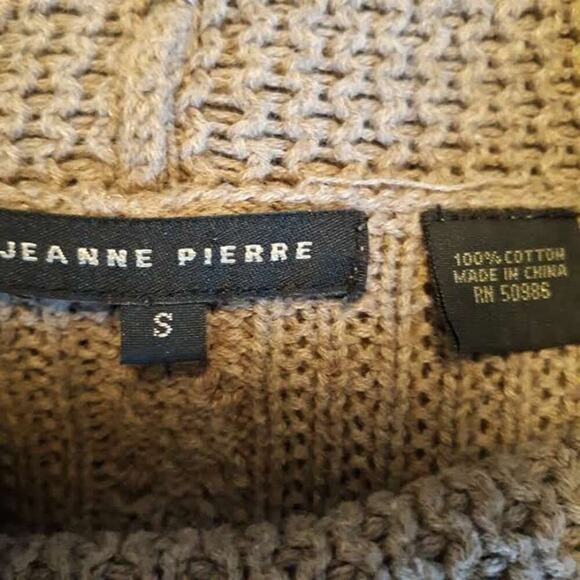 JEANNE PIERRE
S
100% COTTON
MADE IN CHINA
RN 50986